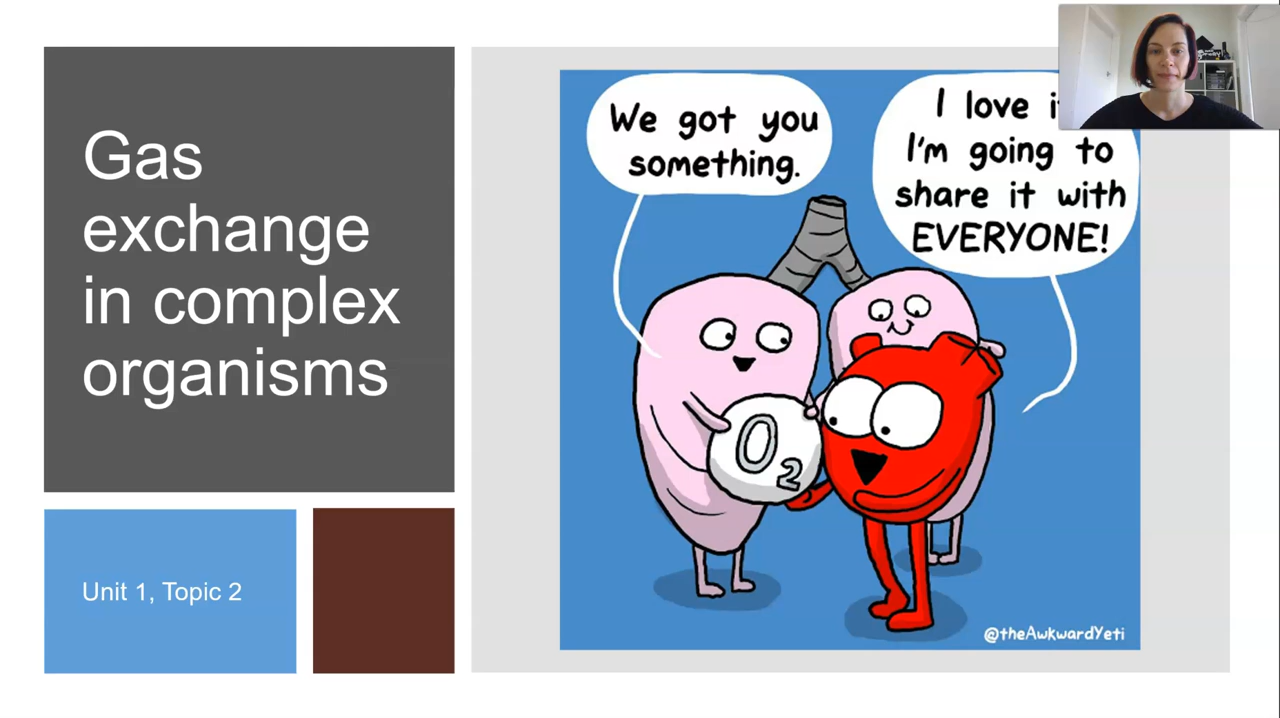 Gas
exchange
in complex
organisms
Unit 1, Topic 2
We got you
something.
I love
I'm going to
share it with
EVERYONE!
O2
@theAwkwardYeti